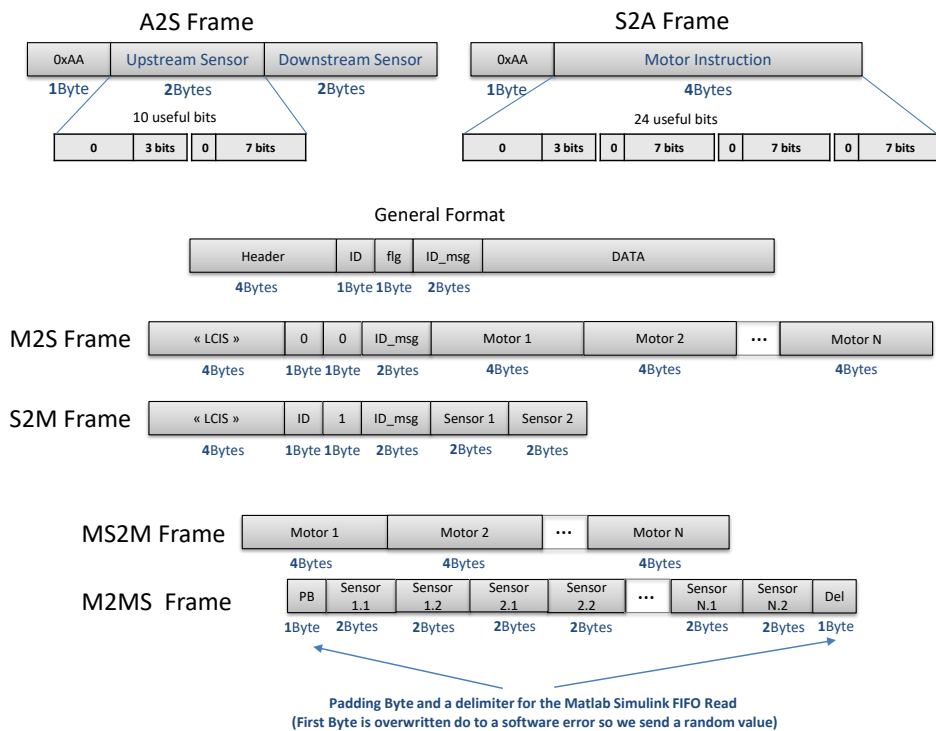 A2S Frame
S2A Frame
0xAA Upstream Sensor Downstream Sensor
0xAA Motor Instruction
1Byte 2Bytes 2Bytes
1Byte 4Bytes
10 useful bits
24 useful bits
0 3 bits 0 7 bits
0 3 bits 0 7 bits 0 7 bits 0 7 bits
General Format
Header ID flg ID_msg DATA
4Bytes 1Byte 1Byte 2Bytes
M2S Frame « LCIS » 0 0 ID_msg Motor 1 Motor 2 ... Motor N
4Bytes 1Byte 1Byte 2Bytes 4Bytes 4Bytes 4Bytes
S2M Frame « LCIS » ID 1 ID_msg Sensor 1 Sensor 2
4Bytes 1Byte 1Byte 2Bytes 2Bytes 2Bytes
MS2M Frame Motor 1 Motor 2 ... Motor N
4Bytes 4Bytes 4Bytes
M2MS Frame PB Sensor 1.1 Sensor 1.2 Sensor 2.1 Sensor 2.2 ... Sensor N.1 Sensor N.2 Del
1Byte 2Bytes 2Bytes 2Bytes 2Bytes 2Bytes 2Bytes 1Byte
Padding Byte and a delimiter for the Matlab Simulink FIFO Read
(First Byte is overwritten do to a software error so we send a random value)